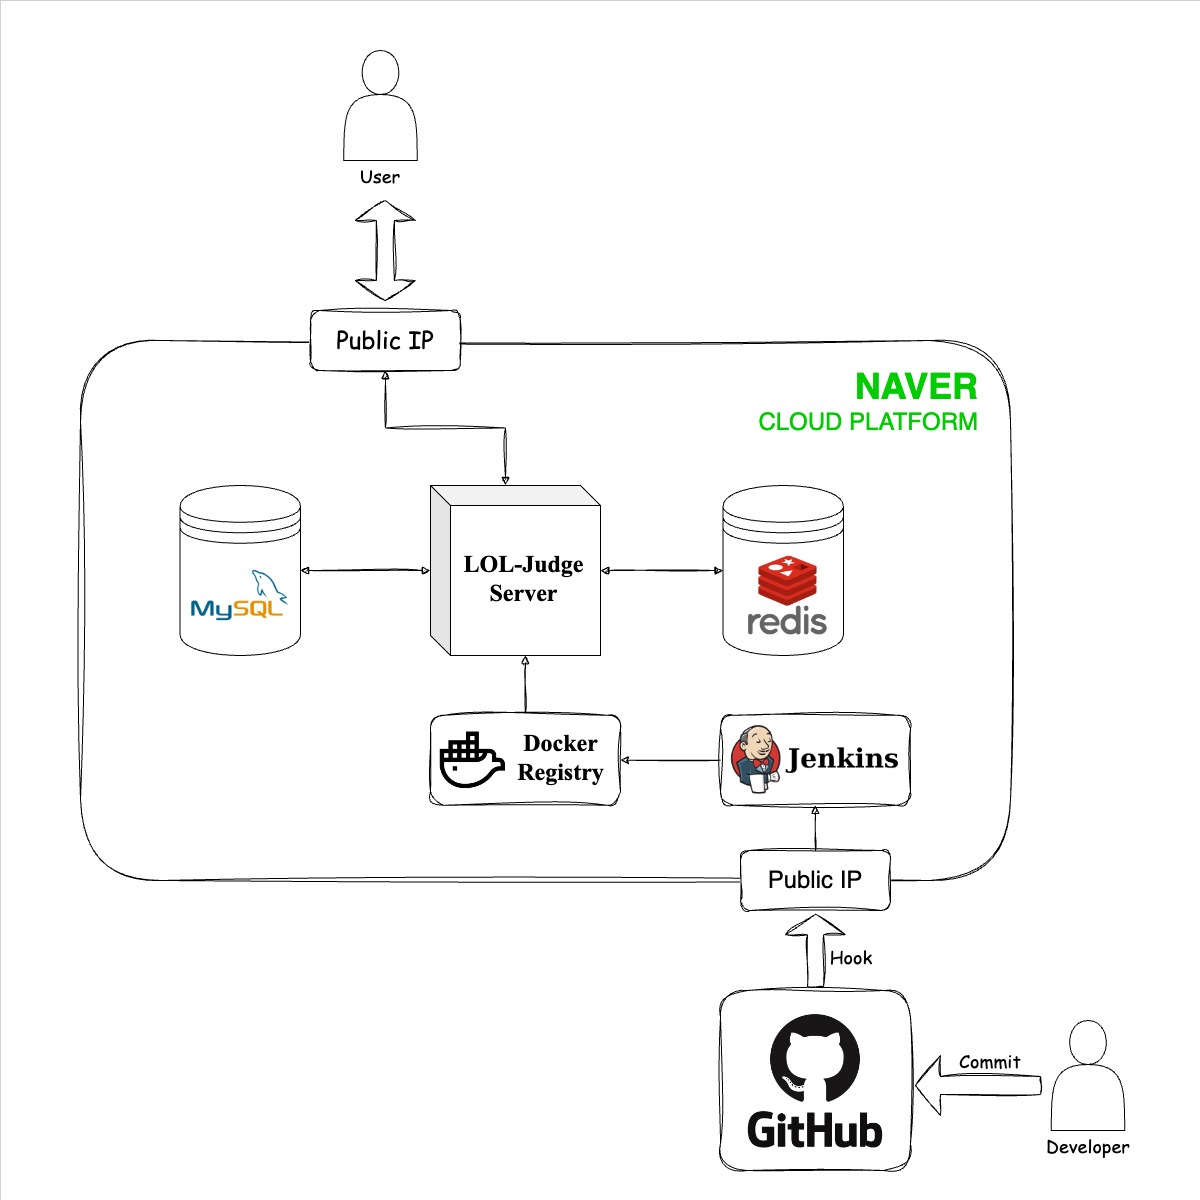 User
Public IP
NAVER
CLOUD PLATFORM
MySQL
LOL-Judge
Server
redis
Docker
Registry
Jenkins
Public IP
Hook
GitHub
Commit
Developer